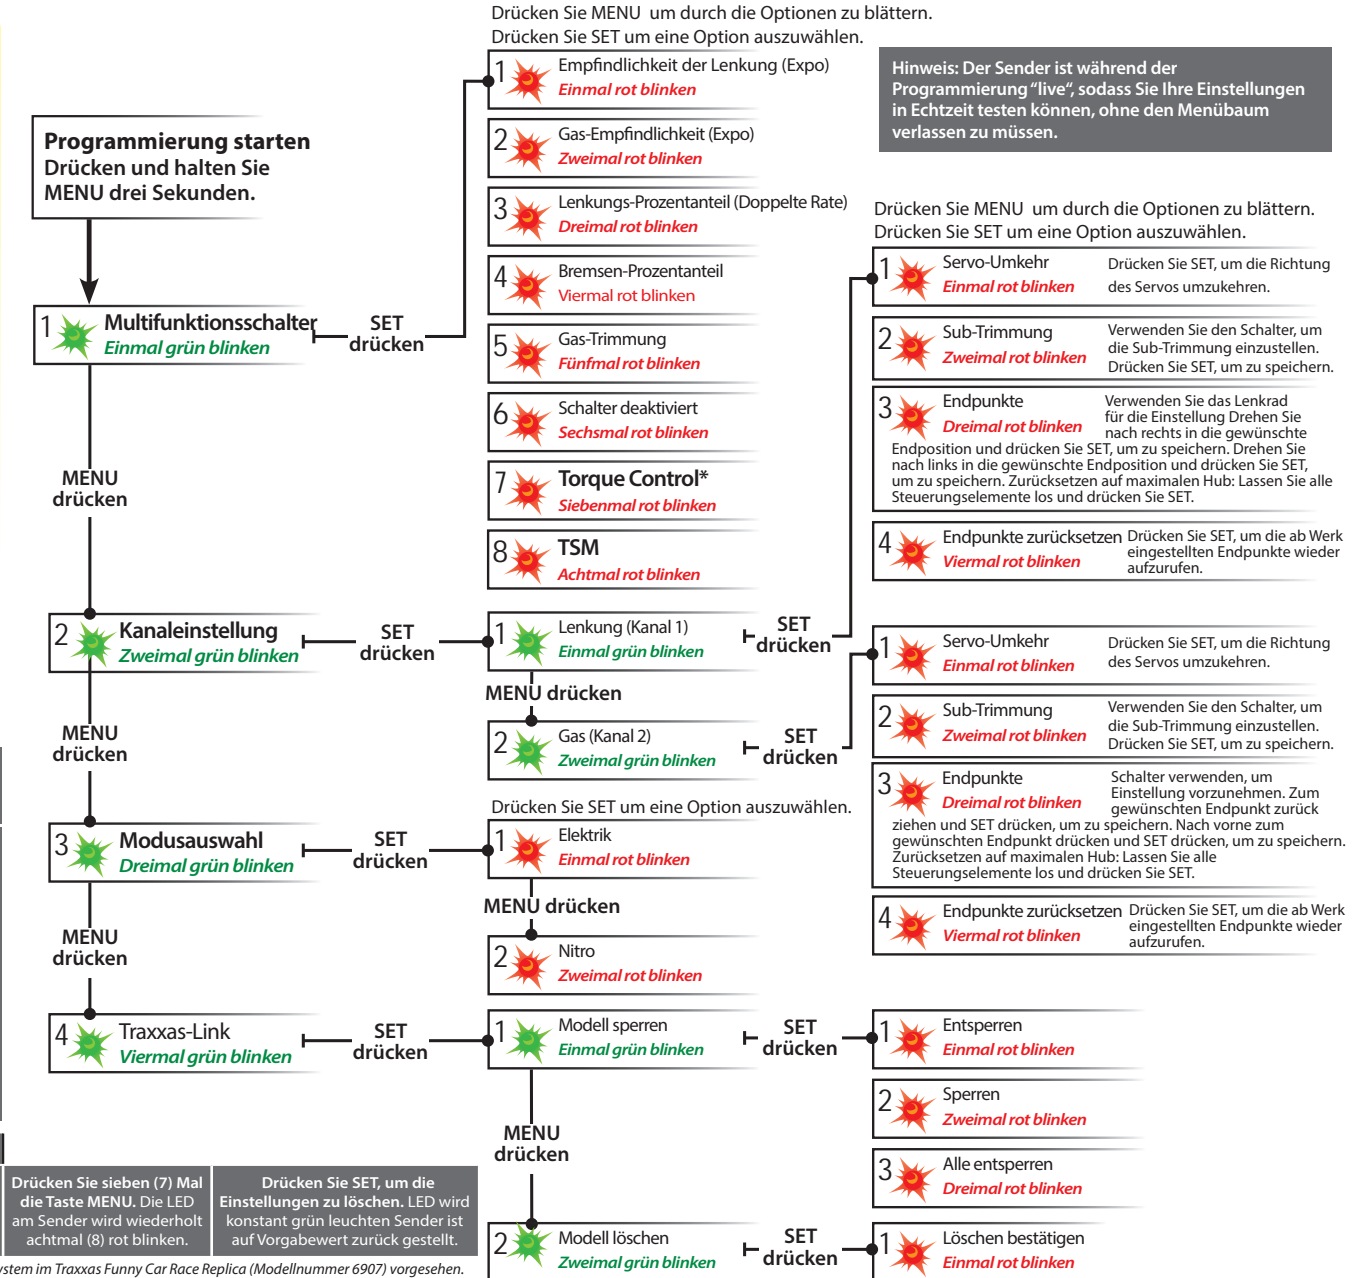 Drücken Sie MENU um durch die Optionen zu blättern.
Drücken Sie SET um eine Option auszuwählen.
Hinweis: Der Sender ist während der
Programmierung “live“, sodass Sie Ihre Einstellungen
in Echtzeit testen können, ohne den Menübaum
verlassen zu müssen.
Programmierung starten
Drücken und halten Sie
MENU drei Sekunden.
1 Multifunktionsschalter
Einmal grün blinken
SET
drücken
1 Empfindlichkeit der Lenkung (Expo)
Einmal rot blinken
2 Gas-Empfindlichkeit (Expo)
Zweimal rot blinken
3 Lenkungs-Prozentanteil (Doppelte Rate)
Dreimal rot blinken
4 Bremsen-Prozentanteil
Viermal rot blinken
5 Gas-Trimmung
Fünfmal rot blinken
6 Schalter deaktiviert
Sechsmal rot blinken
7 Torque Control*
Siebenmal rot blinken
8 TSM
Achtmal rot blinken
MENU
drücken
2 Kanaleinstellung
Zweimal grün blinken
SET
drücken
1 Lenkung (Kanal 1)
Einmal grün blinken
SET
drücken
Drücken Sie MENU um durch die Optionen zu blättern.
Drücken Sie SET um eine Option auszuwählen.
1 Servo-Umkehr
Einmal rot blinken
Drücken Sie SET, um die Richtung
des Servos umzukehren.
2 Sub-Trimmung
Zweimal rot blinken
Verwenden Sie den Schalter, um
die Sub-Trimmung einzustellen.
Drücken Sie SET, um zu speichern.
3 Endpunkte
Dreimal rot blinken
Verwenden Sie das Lenkrad
für die Einstellung Drehen Sie
nach rechts in die gewünschte
Endposition und drücken Sie SET, um zu speichern. Drehen Sie
nach links in die gewünschte Endposition und drücken Sie SET,
um zu speichern. Zurücksetzen auf maximalen Hub: Lassen Sie alle
Steuerungselemente los und drücken Sie SET.
4 Endpunkte zurücksetzen
Viermal rot blinken
Drücken Sie SET, um die ab Werk
eingestellten Endpunkte wieder
aufzurufen.
MENU drücken
2 Gas (Kanal 2)
Zweimal grün blinken
SET
drücken
1 Servo-Umkehr
Einmal rot blinken
Drücken Sie SET, um die Richtung
des Servos umzukehren.
2 Sub-Trimmung
Zweimal rot blinken
Verwenden Sie den Schalter, um
die Sub-Trimmung einzustellen.
Drücken Sie SET, um zu speichern.
3 Endpunkte
Dreimal rot blinken
Schalter verwenden, um
Einstellung vorzunehmen. Zum
gewünschten Endpunkt zurück
ziehen und SET drücken, um zu speichern. Nach vorne zum
gewünschten Endpunkt drücken und SET drücken, um zu speichern.
Zurücksetzen auf maximalen Hub: Lassen Sie alle
Steuerungselemente los und drücken Sie SET.
4 Endpunkte zurücksetzen
Viermal rot blinken
Drücken Sie SET, um die ab Werk
eingestellten Endpunkte wieder
aufzurufen.
MENU
drücken
3 Modusauswahl
Dreimal grün blinken
SET
drücken
Drücken Sie SET um eine Option auszuwählen.
1 Elektrik
Einmal rot blinken
MENU drücken
2 Nitro
Zweimal rot blinken
MENU
drücken
4 Traxxas-Link
Viermal grün blinken
SET
drücken
1 Modell sperren
Einmal grün blinken
SET
drücken
1 Entsperren
Einmal rot blinken
2 Sperren
Zweimal rot blinken
3 Alle entsperren
Dreimal rot blinken
MENU
drücken
2 Modell löschen
Zweimal grün blinken
SET
drücken
1 Löschen bestätigen
Einmal rot blinken
Drücken Sie sieben (7) Mal
die Taste MENU. Die LED
am Sender wird wiederholt
achtmal (8) rot blinken.
Drücken Sie SET, um die
Einstellungen zu löschen. LED wird
konstant grün leuchten Sender ist
auf Vorgabewert zurück gestellt.
ystem im Traxxas Funny Car Race Replica (Modellnummer 6907) vorgesehen.